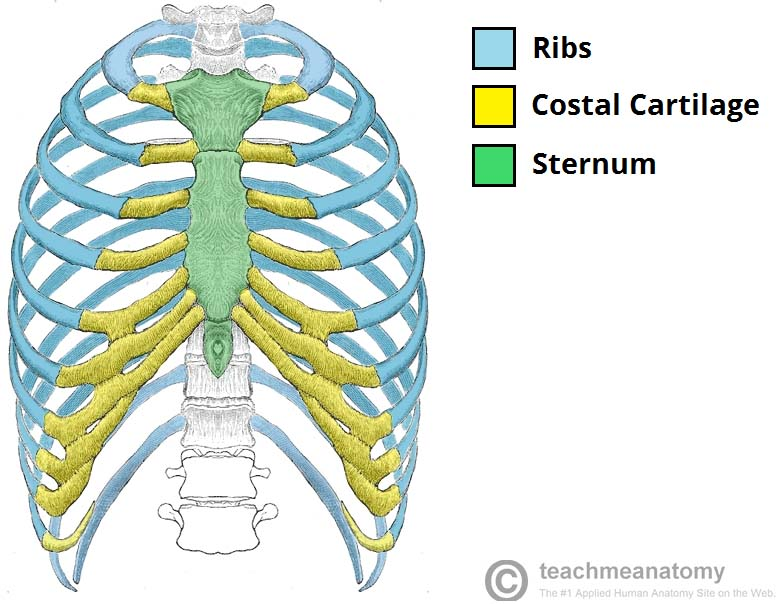 Ribs
Costal Cartilage
Sternum
© teachmeanatomy
The #1 Applied Human Anatomy Site on the Web.